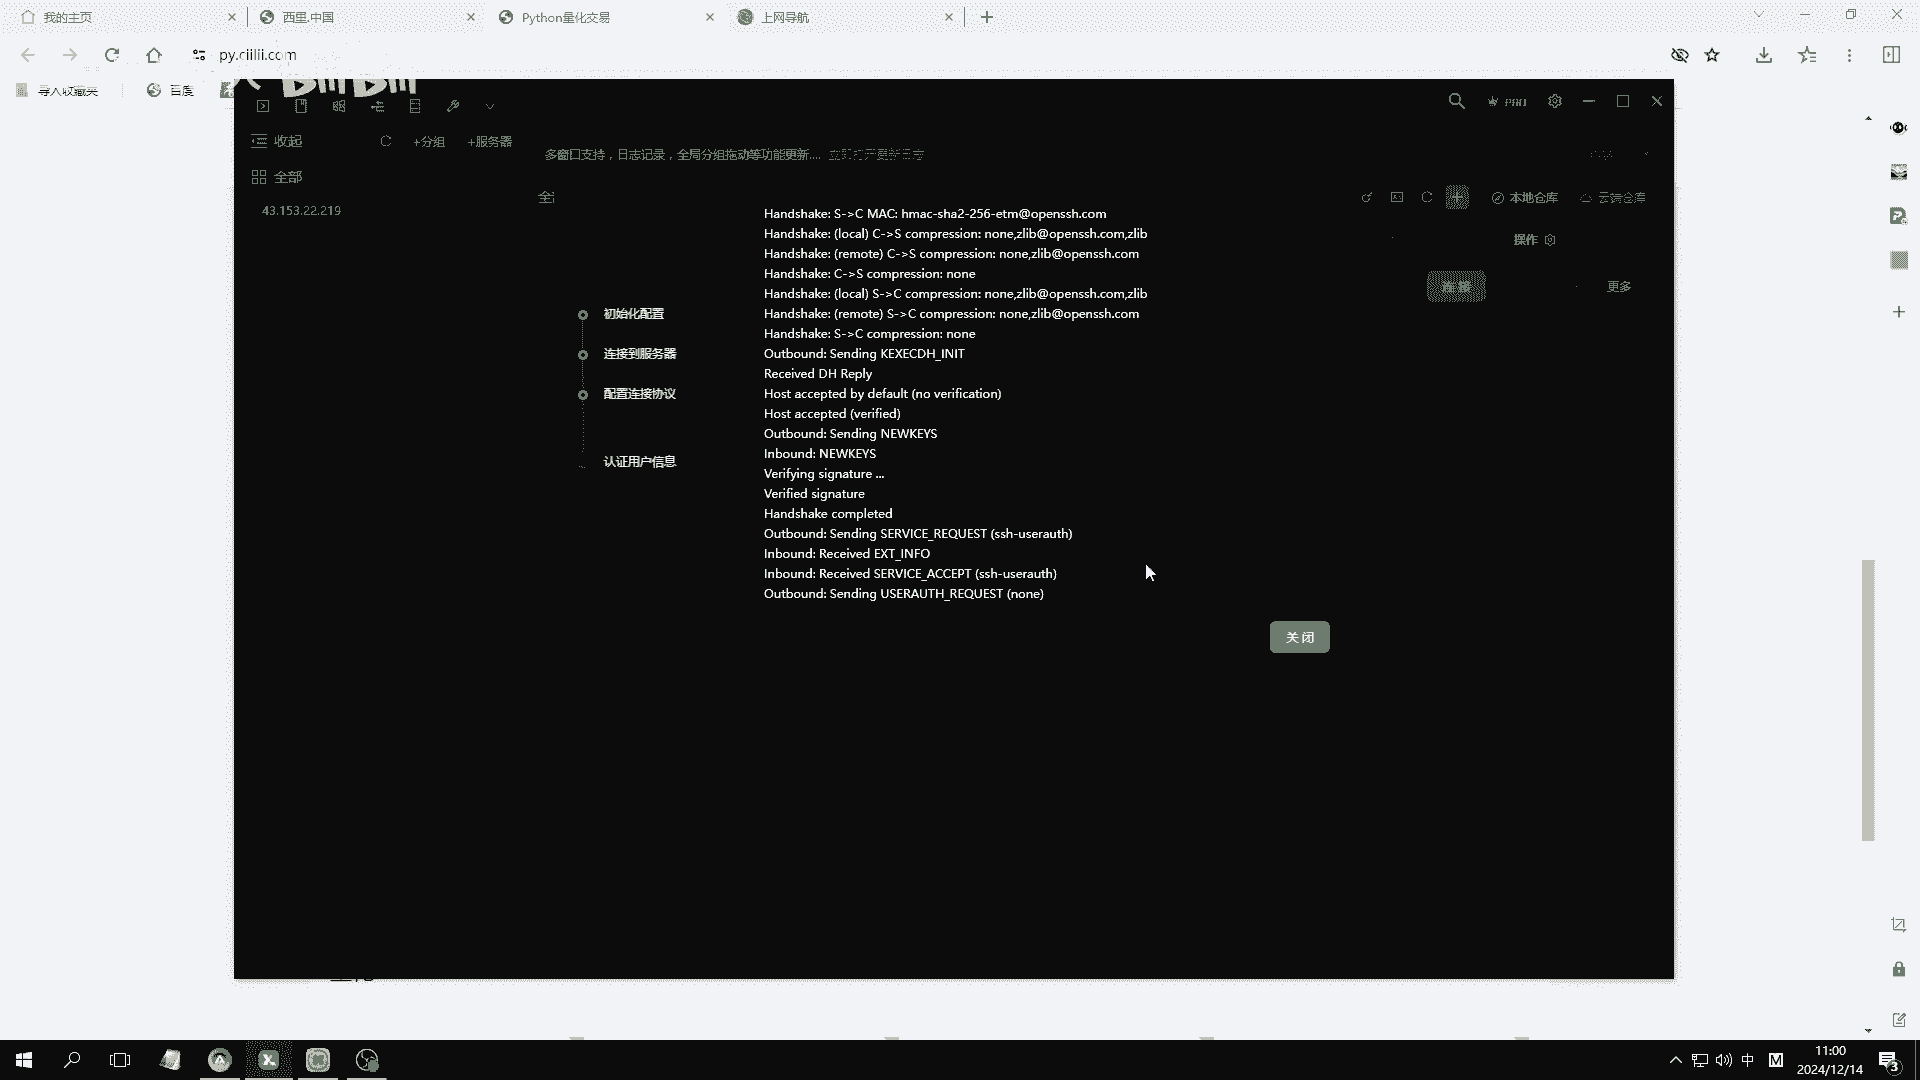 我的主页
西里.中国
Python量化交易
上网导航
py.ciilii.com
导入收藏夹
百度
收起
+分组
+服务器
多窗口支持，日志记录，全局分组拖动等功能更新.... 立即打开更新日志
全部
43.153.22.219
本地仓库
云端仓库
操作
连 接
更多
Handshake: S->C MAC: hmac-sha2-256-etm@openssh.com
Handshake: (local) C->S compression: none,zlib@openssh.com,zlib
Handshake: (remote) C->S compression: none,zlib@openssh.com
Handshake: C->S compression: none
Handshake: (local) S->C compression: none,zlib@openssh.com,zlib
Handshake: (remote) S->C compression: none,zlib@openssh.com
Handshake: S->C compression: none
Outbound: Sending KEXECDH_INIT
Received DH Reply
Host accepted by default (no verification)
Host accepted (verified)
Outbound: Sending NEWKEYS
Inbound: NEWKEYS
Verifying signature ...
Verified signature
Handshake completed
Outbound: Sending SERVICE_REQUEST (ssh-userauth)
Inbound: Received EXT_INFO
Inbound: Received SERVICE_ACCEPT (ssh-userauth)
Outbound: Sending USERAUTH_REQUEST (none)
初始化配置
连接到服务器
配置连接协议
认证用户信息
关 闭
中
M
11:00
2024/12/14
3